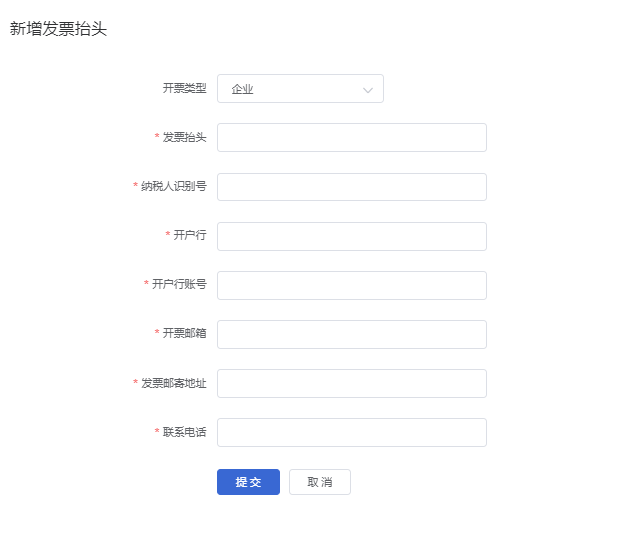 新增发票抬头
开票类型 企业
* 发票抬头
* 纳税人识别号
* 开户行
* 开户行账号
* 开票邮箱
* 发票邮寄地址
* 联系电话
提交 取消